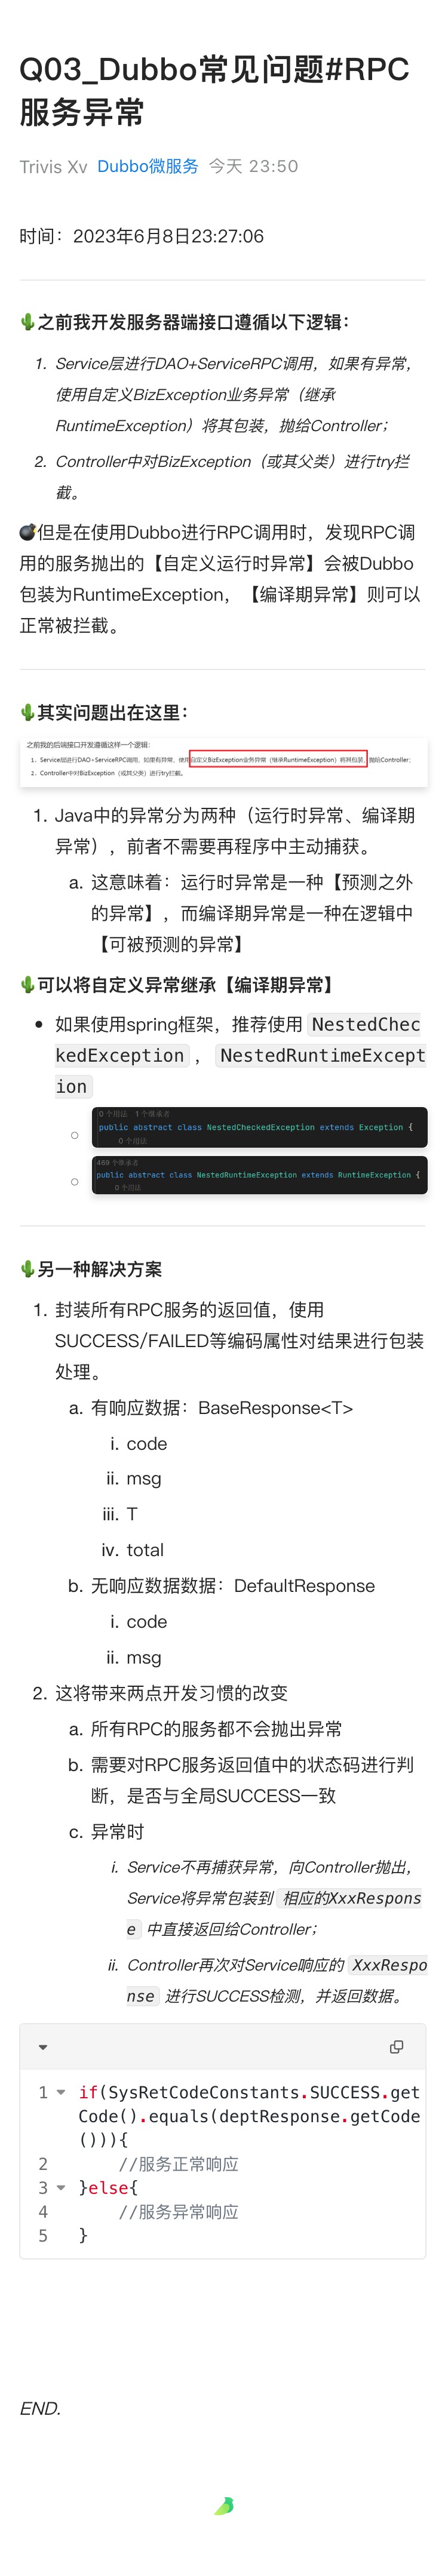 Q03_Dubbo常见问题#RPC
服务异常
Trivis Xv Dubbo微服务 今天 23:50
时间：2023年6月8日23:27:06
🌵之前我开发服务器端接口遵循以下逻辑：
1. Service层进行DAO+ServiceRPC调用，如果有异常，
使用自定义BizException业务异常（继承
RuntimeException）将其包装，抛给Controller；
2. Controller中对BizException（或其父类）进行try拦
截。
💣但是在使用Dubbo进行RPC调用时，发现RPC调
用的服务抛出的【自定义运行时异常】会被Dubbo
包装为RuntimeException，【编译期异常】则可以
正常被拦截。
🌵其实问题出在这里：
之前我的后端接口开发遵循这样一个逻辑：
1. Service层进行DAO+ServiceRPC调用，如果有异常，使用自定义BizException业务异常（继承RuntimeException）将其包装，抛给Controller；
2. Controller中对BizException（或其父类）进行try拦截。
1. Java中的异常分为两种（运行时异常、编译期
异常），前者不需要再程序中主动捕获。
a. 这意味着：运行时异常是一种【预测之外
的异常】，而编译期异常是一种在逻辑中
【可被预测的异常】
🌵可以将自定义异常继承【编译期异常】
• 如果使用spring框架，推荐使用 NestedChec
kedException ， NestedRuntimeExcept
ion
0 个用法 1 个继承者
public abstract class NestedCheckedException extends Exception {
0 个用法
469 个继承者
public abstract class NestedRuntimeException extends RuntimeException {
0 个用法
🌵另一种解决方案
1. 封装所有RPC服务的返回值，使用
SUCCESS/FAILED等编码属性对结果进行包装
处理。
a. 有响应数据：BaseResponse<T>
i. code
ii. msg
iii. T
iv. total
b. 无响应数据数据：DefaultResponse
i. code
ii. msg
2. 这将带来两点开发习惯的改变
a. 所有RPC的服务都不会抛出异常
b. 需要对RPC服务返回值中的状态码进行判
断，是否与全局SUCCESS一致
c. 异常时
i. Service不再捕获异常，向Controller抛出，
Service将异常包装到 相应的XxxRespons
e 中直接返回给Controller；
ii. Controller再次对Service响应的 XxxRespo
nse 进行SUCCESS检测，并返回数据。
1 if(SysRetCodeConstants.SUCCESS.get
Code().equals(deptResponse.getCode
())){
2 //服务正常响应
3 }else{
4 //服务异常响应
5 }
END.